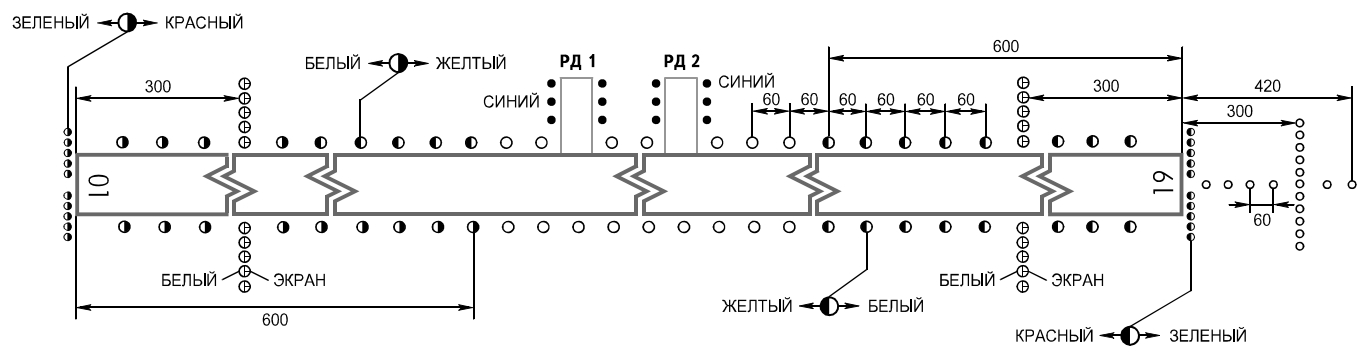 ЗЕЛЕНЫЙ КРАСНЫЙ
БЕЛЫЙ ЖЕЛТЫЙ
РД 1 РД 2
600
СИНИЙ СИНИЙ
300
60 60 60 60 60 60
300
420
300
01
19
60
БЕЛЫЙ ЭКРАН
БЕЛЫЙ ЭКРАН
ЖЕЛТЫЙ БЕЛЫЙ
600
КРАСНЫЙ ЗЕЛЕНЫЙ